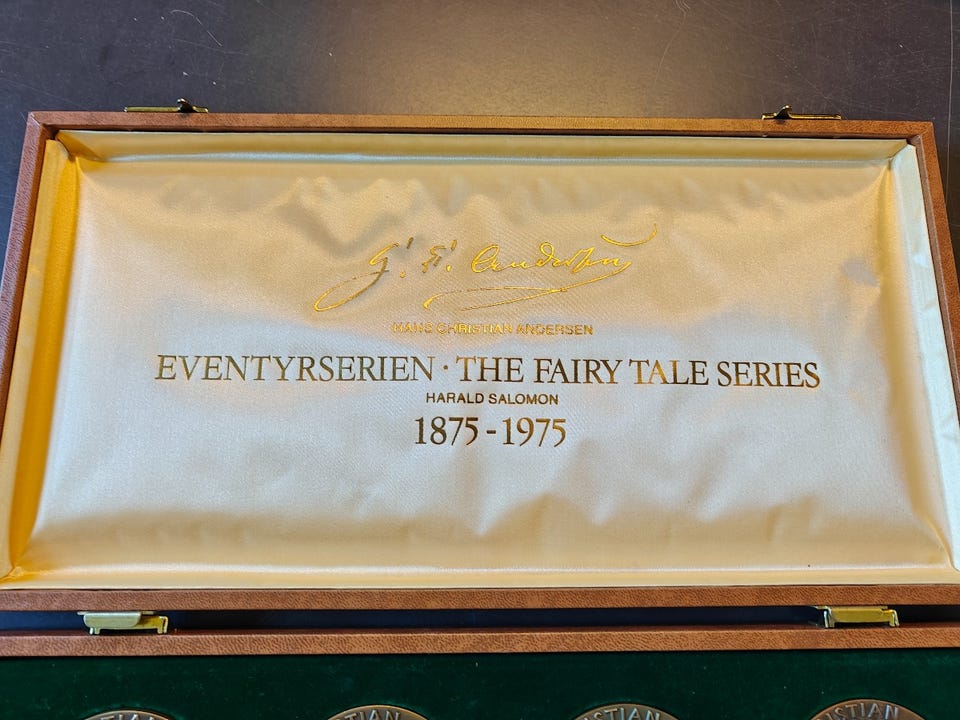 H. C. Andersen
HANS CHRISTIAN ANDERSEN
EVENTYRSERIEN · THE FAIRY TALE SERIES
HARALD SALOMON
1875-1975